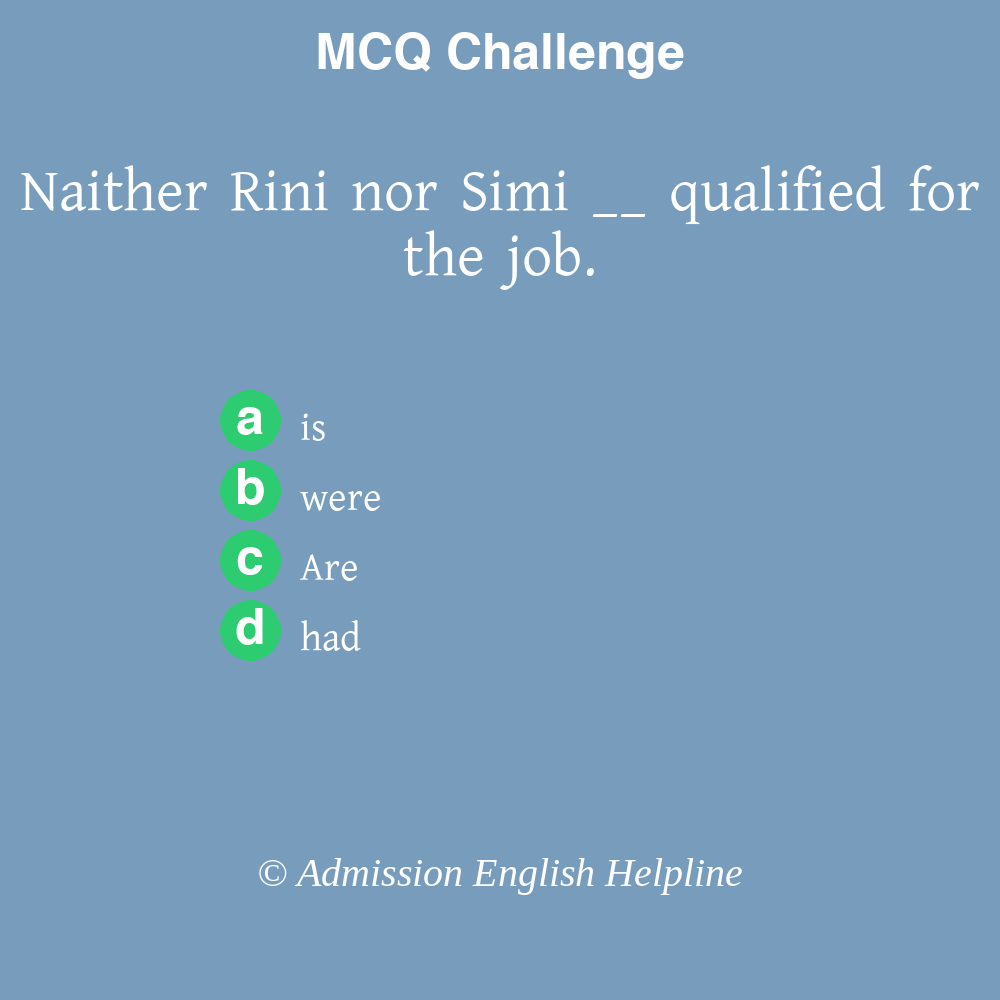 MCQ Challenge
Naither Rini nor Simi __ qualified for
the job.
a is
b were
c Are
d had
© Admission English Helpline